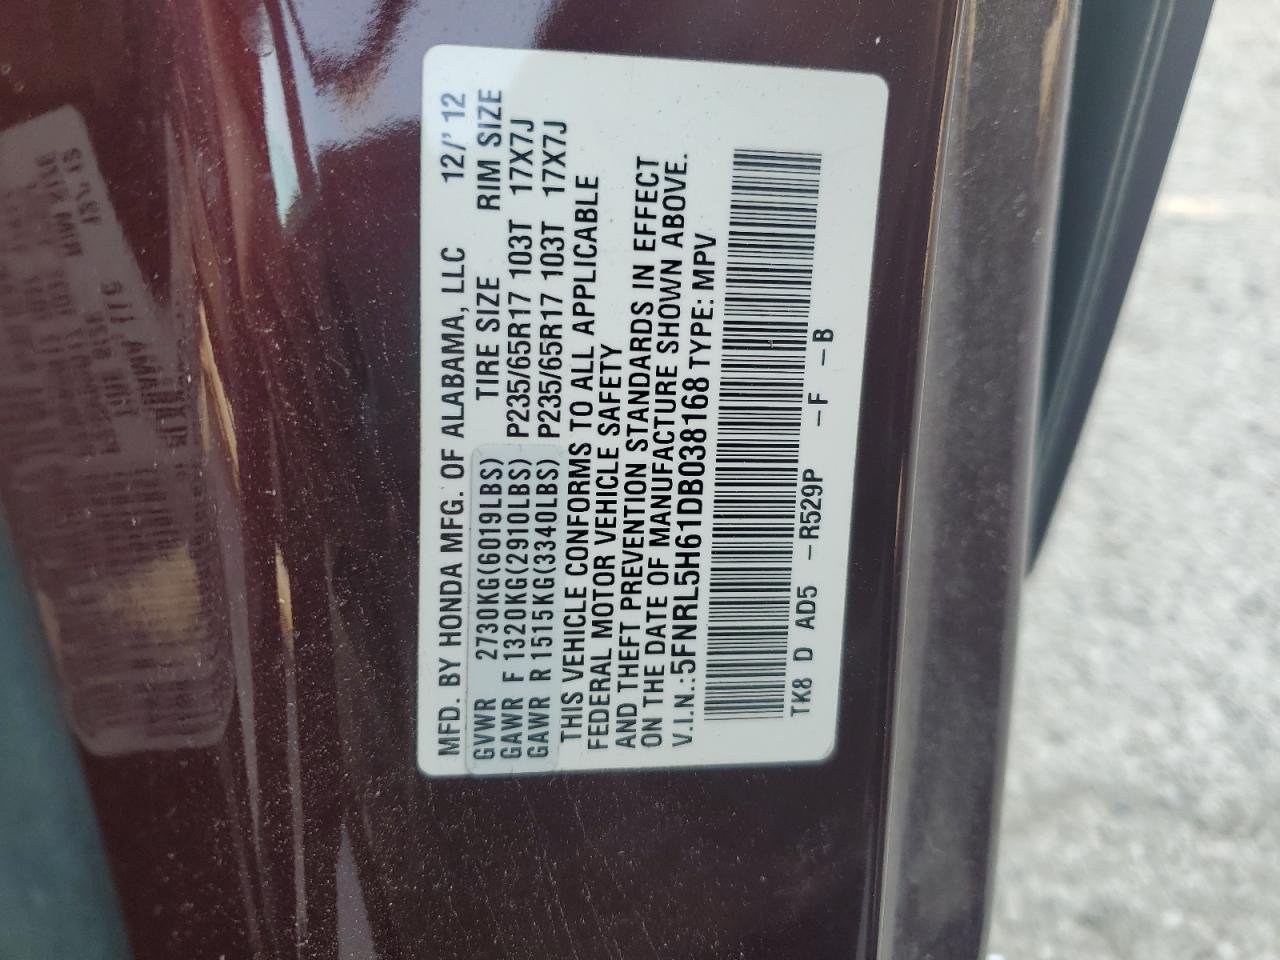 MFD. BY HONDA MFG. OF ALABAMA, LLC 12/'12
GVWR 2730KG(6019LBS) TIRE SIZE RIM SIZE
GAWR F 1320KG(2910LBS) P235/65R17 103T 17X7J
GAWR R 1515KG(3340LBS) P235/65R17 103T 17X7J
THIS VEHICLE CONFORMS TO ALL APPLICABLE
FEDERAL MOTOR VEHICLE SAFETY
AND THEFT PREVENTION STANDARDS IN EFFECT
ON THE DATE OF MANUFACTURE SHOWN ABOVE.
V.I.N.:5FNRL5H61DB038168 TYPE: MPV
TK8 D AD5 –R529P –F –B